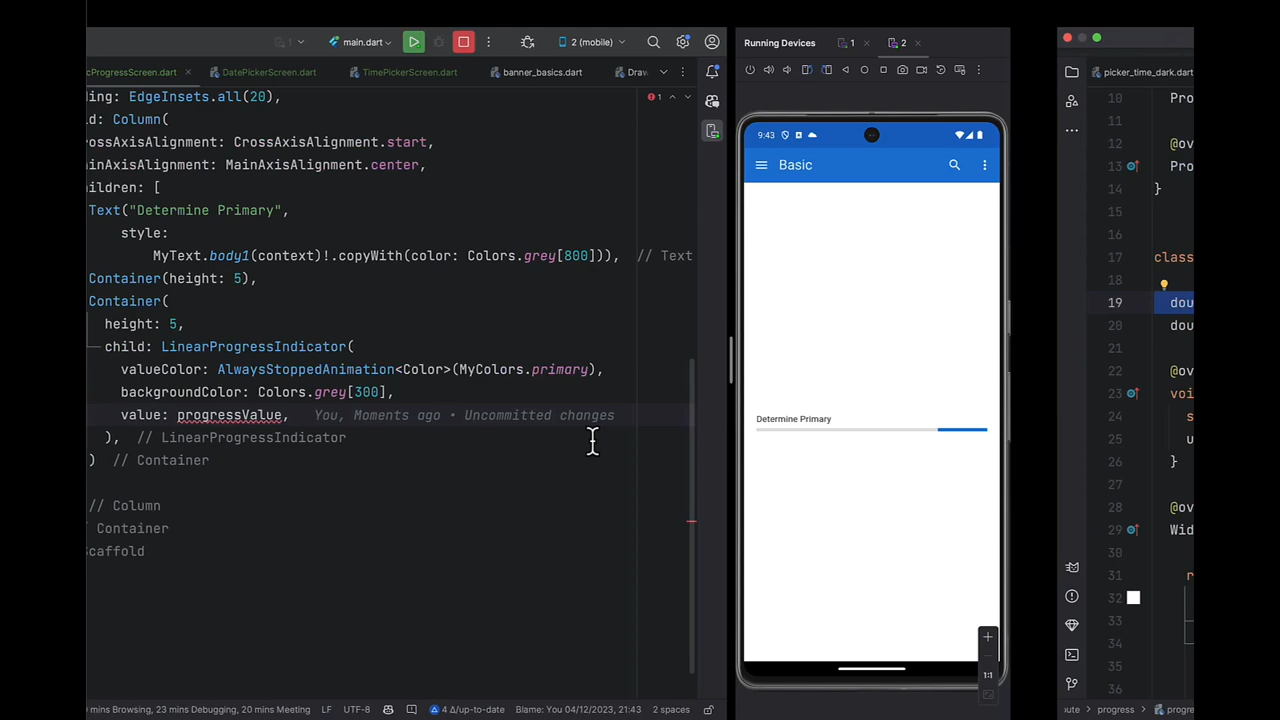 main.dart
2 (mobile)
cProgressScreen.dart
DatePickerScreen.dart
TimePickerScreen.dart
banner_basics.dart
Draw
ding: EdgeInsets.all(20),
1
d: Column(
rossAxisAlignment: CrossAxisAlignment.start,
ainAxisAlignment: MainAxisAlignment.center,
ildren: [
Text("Determine Primary",
style:
MyText.body1(context)!.copyWith(color: Colors.grey[800])), // Text
Container(height: 5),
Container(
height: 5,
child: LinearProgressIndicator(
valueColor: AlwaysStoppedAnimation<Color>(MyColors.primary),
backgroundColor: Colors.grey[300],
value: progressValue, You, Moments ago • Uncommitted changes
), // LinearProgressIndicator
) // Container
// Column
Container
Scaffold
0 mins Browsing, 23 mins Debugging, 20 mins Meeting LF UTF-8 4 Δ/up-to-date Blame: You 04/12/2023, 21:43 2 spaces
Running Devices
1
2
9:43
Basic
Determine Primary
1:1
picker_time_dark.dart
10 Pro
11
12 @ov
13 Pro
14 }
15
16
17 class
18
19 dou
20 dou
22 @ov
23 voi
24 s
25 u
26 }
27
28 @ov
29 Wid
30
31 r
32
33
34
35
36
oute progress progre